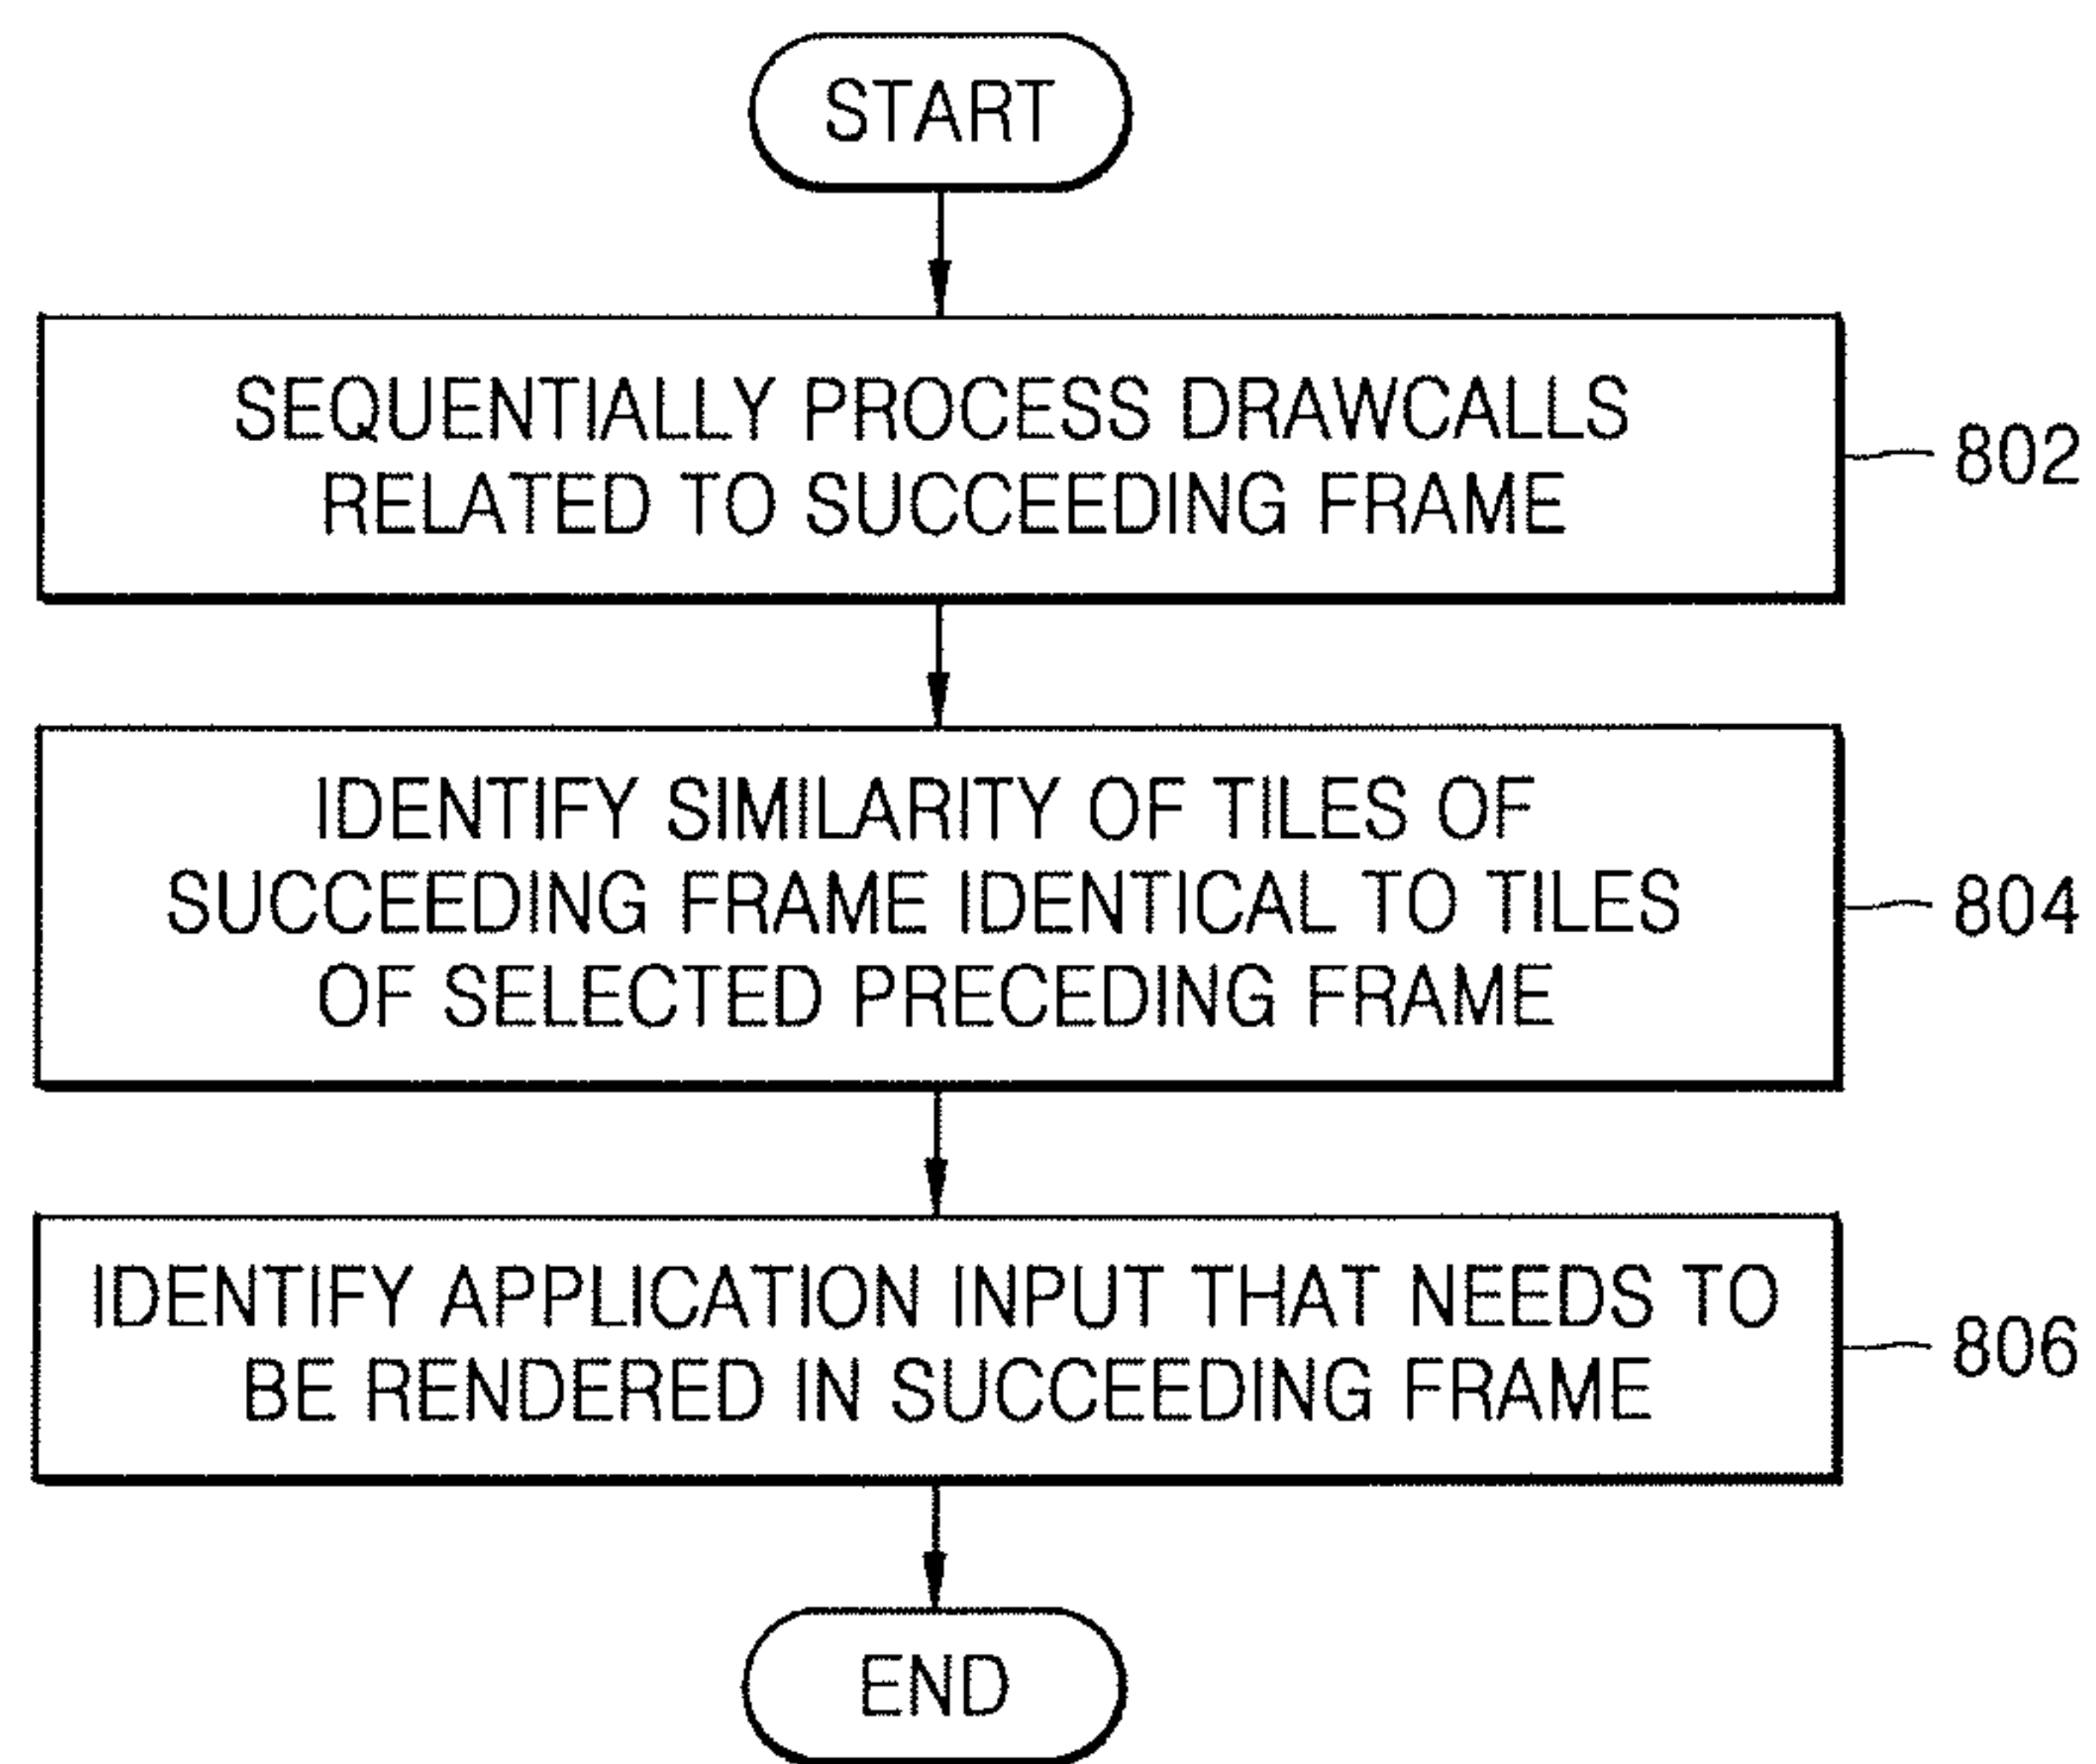 START
SEQUENTIALLY PROCESS DRAWCALLS
RELATED TO SUCCEEDING FRAME
802
IDENTIFY SIMILARITY OF TILES OF
SUCCEEDING FRAME IDENTICAL TO TILES
OF SELECTED PRECEDING FRAME
804
IDENTIFY APPLICATION INPUT THAT NEEDS TO
BE RENDERED IN SUCCEEDING FRAME
806
END